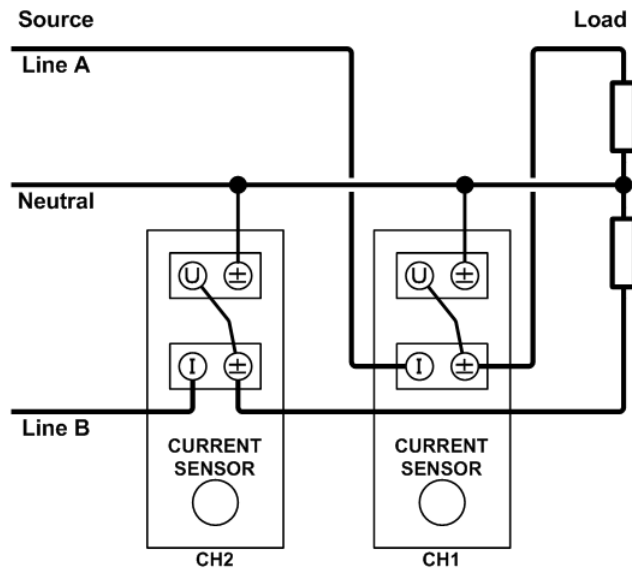 Source
Load
Line A
Neutral
U ±
U ±
I ±
I ±
Line B
CURRENT
SENSOR
CURRENT
SENSOR
CH2
CH1